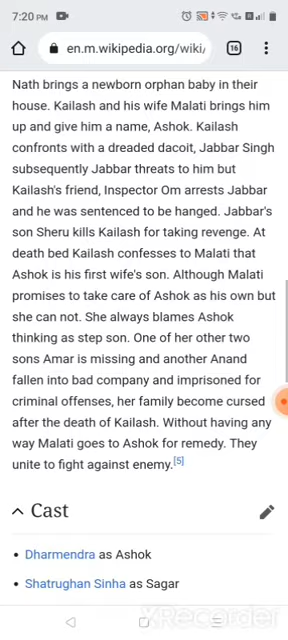 7:20 PM
en.m.wikipedia.org/wiki/
16
Nath brings a newborn orphan baby in their
house. Kailash and his wife Malati brings him
up and give him a name, Ashok. Kailash
confronts with a dreaded dacoit, Jabbar Singh
subsequently Jabbar threats to him but
Kailash's friend, Inspector Om arrests Jabbar
and he was sentenced to be hanged. Jabbar's
son Sheru kills Kailash for taking revenge. At
death bed Kailash confesses to Malati that
Ashok is his first wife's son. Although Malati
promises to take care of Ashok as his own but
she can not. She always blames Ashok
thinking as step son. One of her other two
sons Amar is missing and another Anand
fallen into bad company and imprisoned for
criminal offenses, her family become cursed
after the death of Kailash. Without having any
way Malati goes to Ashok for remedy. They
unite to fight against enemy.[5]
Cast
• Dharmendra as Ashok
• Shatrughan Sinha as Sagar
XRecorder